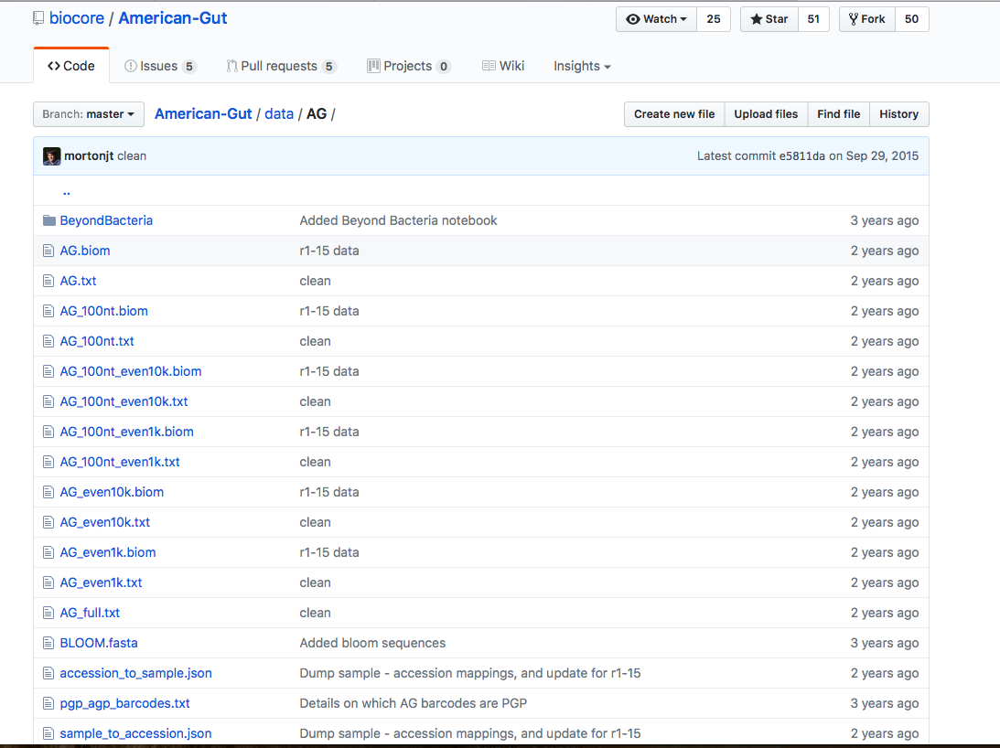 biocore / American-Gut Watch 25 Star 51 Fork 50
Code Issues 5 Pull requests 5 Projects 0 Wiki Insights
Branch: master American-Gut / data / AG / Create new file Upload files Find file History
mortonjt clean Latest commit e5811da on Sep 29, 2015
..
BeyondBacteria Added Beyond Bacteria notebook 3 years ago
AG.biom r1-15 data 2 years ago
AG.txt clean 2 years ago
AG_100nt.biom r1-15 data 2 years ago
AG_100nt.txt clean 2 years ago
AG_100nt_even10k.biom r1-15 data 2 years ago
AG_100nt_even10k.txt clean 2 years ago
AG_100nt_even1k.biom r1-15 data 2 years ago
AG_100nt_even1k.txt clean 2 years ago
AG_even10k.biom r1-15 data 2 years ago
AG_even10k.txt clean 2 years ago
AG_even1k.biom r1-15 data 2 years ago
AG_even1k.txt clean 2 years ago
AG_full.txt clean 2 years ago
BLOOM.fasta Added bloom sequences 3 years ago
accession_to_sample.json Dump sample - accession mappings, and update for r1-15 2 years ago
pgp_agp_barcodes.txt Details on which AG barcodes are PGP 3 years ago
sample_to_accession.json Dump sample - accession mappings, and update for r1-15 2 years ago